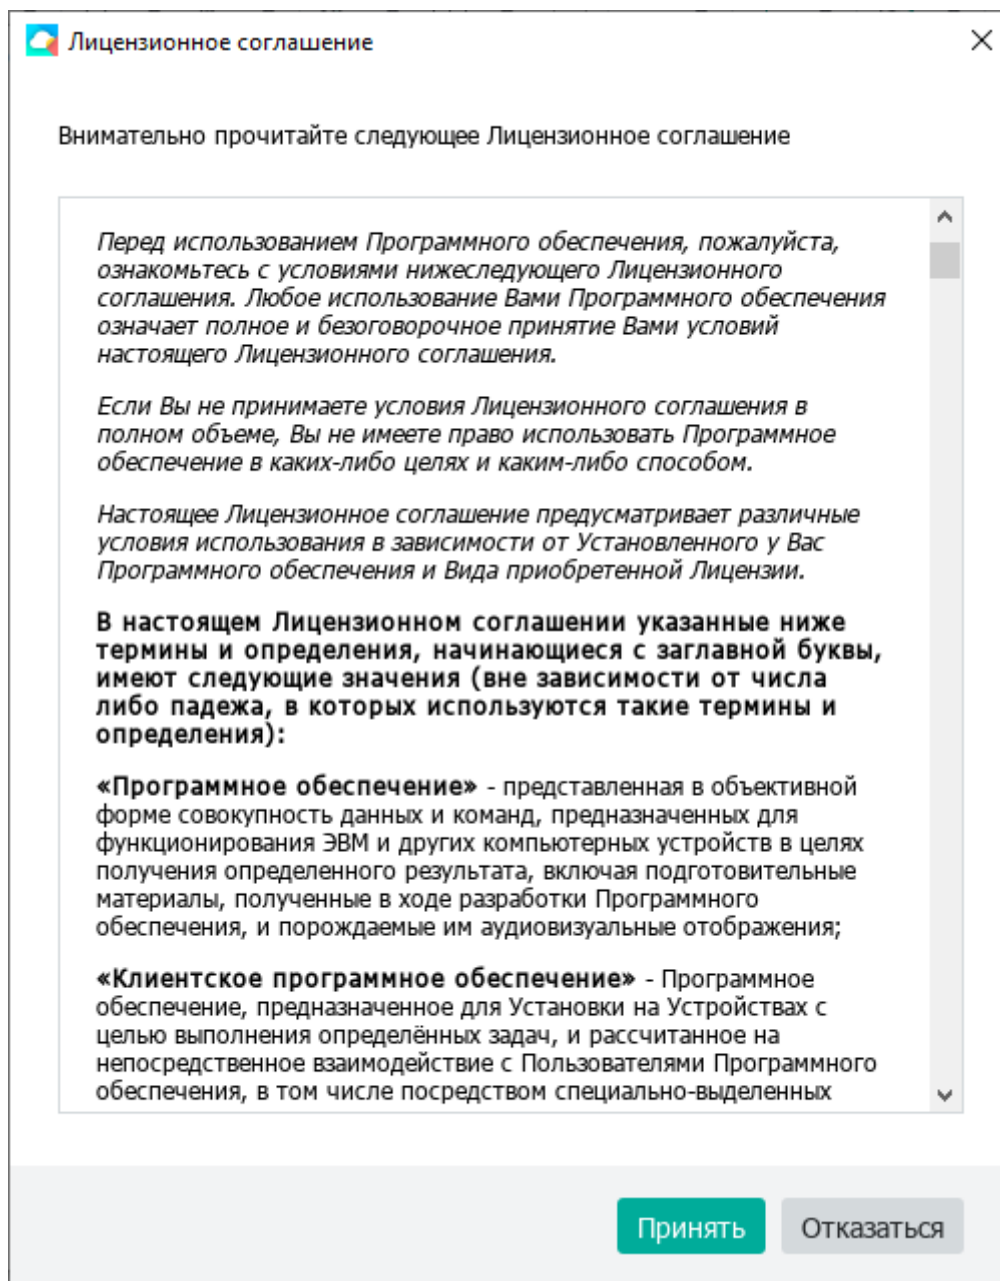 Лицензионное соглашение
Внимательно прочитайте следующее Лицензионное соглашение
Перед использованием Программного обеспечения, пожалуйста,
ознакомьтесь с условиями нижеследующего Лицензионного
соглашения. Любое использование Вами Программного обеспечения
означает полное и безоговорочное принятие Вами условий
настоящего Лицензионного соглашения.
Если Вы не принимаете условия Лицензионного соглашения в
полном объеме, Вы не имеете право использовать Программное
обеспечение в каких-либо целях и каким-либо способом.
Настоящее Лицензионное соглашение предусматривает различные
условия использования в зависимости от Установленного у Вас
Программного обеспечения и Вида приобретенной Лицензии.
В настоящем Лицензионном соглашении указанные ниже
термины и определения, начинающиеся с заглавной буквы,
имеют следующие значения (вне зависимости от числа
либо падежа, в которых используются такие термины и
определения):
«Программное обеспечение» - представленная в объективной
форме совокупность данных и команд, предназначенных для
функционирования ЭВМ и других компьютерных устройств в целях
получения определенного результата, включая подготовительные
материалы, полученные в ходе разработки Программного
обеспечения, и порождаемые им аудиовизуальные отображения;
«Клиентское программное обеспечение» - Программное
обеспечение, предназначенное для Установки на Устройствах с
целью выполнения определённых задач, и рассчитанное на
непосредственное взаимодействие с Пользователями Программного
обеспечения, в том числе посредством специально-выделенных
Принять
Отказаться